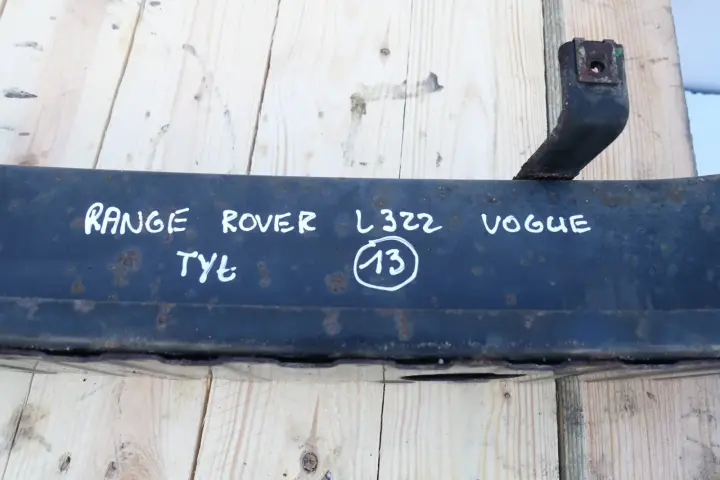 RANGE ROVER L322 VOGUE
TYŁ 13